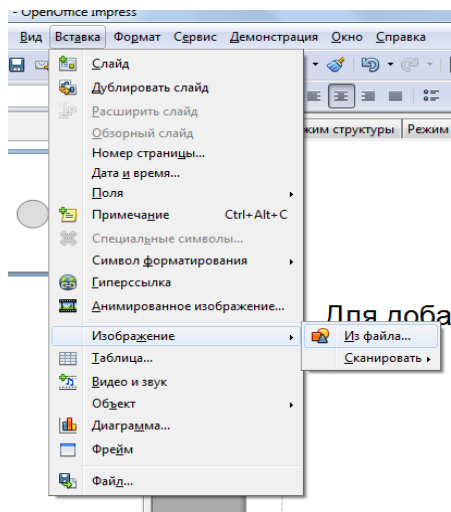 - OpenOffice Impress
Вид Вставка Формат Сервис Демонстрация Окно Справка
Слайд
Дублировать слайд
Расширить слайд
Обзорный слайд
жим структуры Режим
Номер страницы...
Дата и время...
Поля
Примечание Ctrl+Alt+C
Специальные символы...
Символ форматирования
Гиперссылка
Анимированное изображение...
Для доба
Изображение
Из файла...
Таблица...
Сканировать
Видео и звук
Объект
Диаграмма...
Фрейм
Файл...